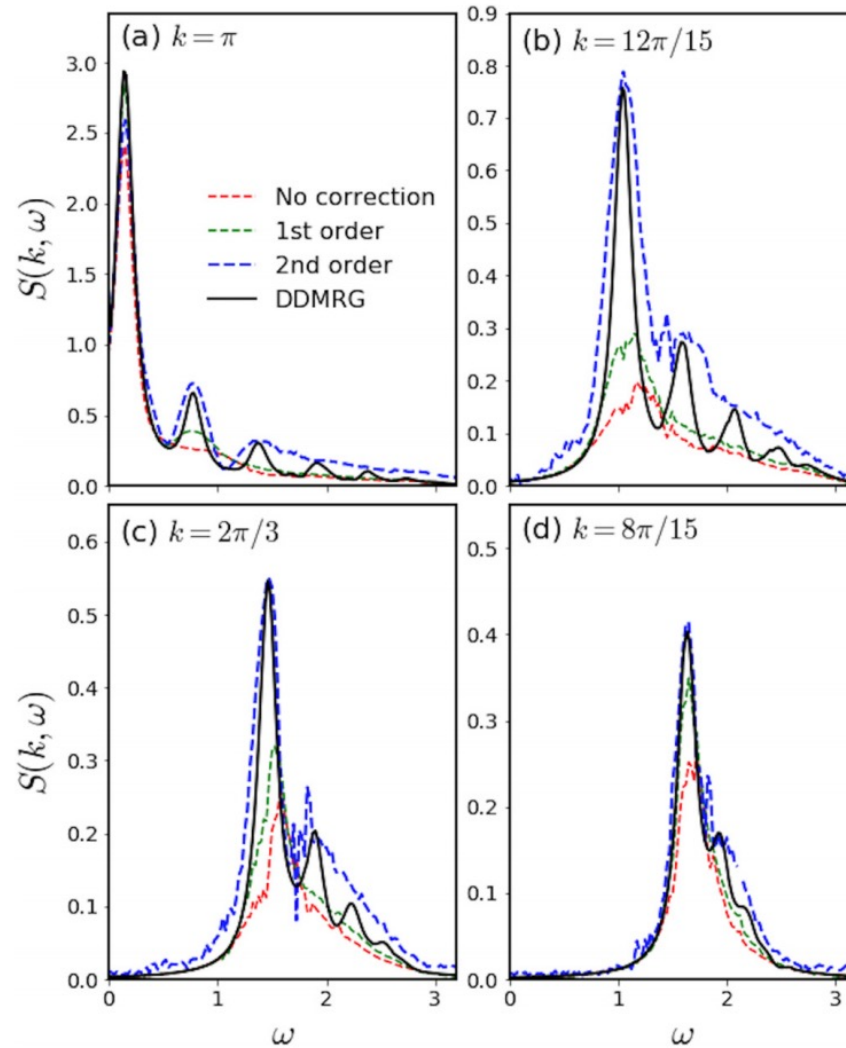 (a) k = π
3.0
2.5
2.0
1.5
1.0
0.5
0.0
S(k, ω)
No correction
1st order
2nd order
DDMRG
(b) k = 12π/15
0.9
0.8
0.7
0.6
0.5
0.4
0.3
0.2
0.1
0.0
(c) k = 2π/3
0.6
0.5
0.4
0.3
0.2
0.1
0.0
S(k, ω)
0 1 2 3
ω
(d) k = 8π/15
0.5
0.4
0.3
0.2
0.1
0.0
0 1 2 3
ω